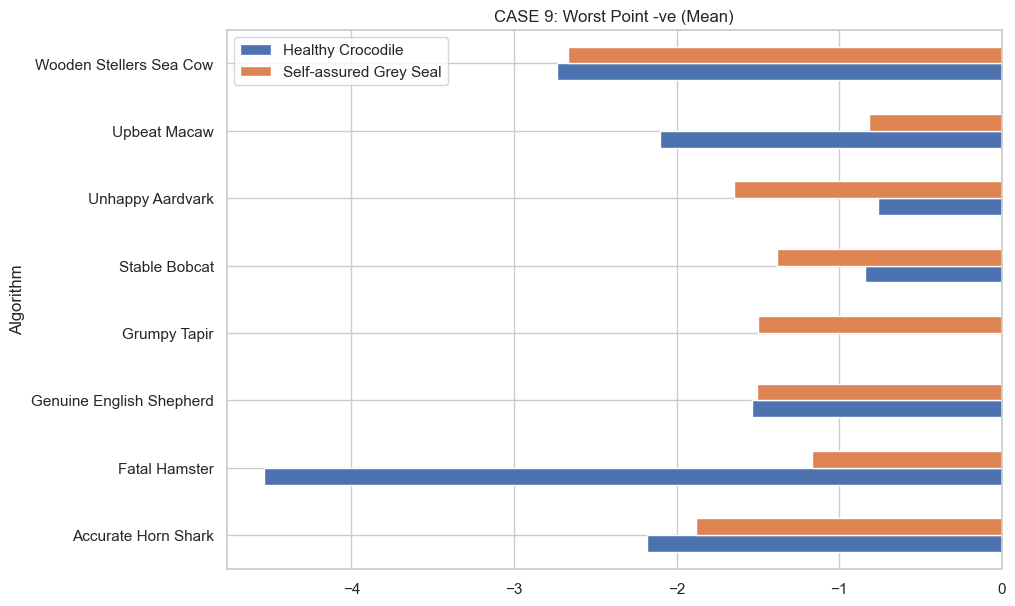 CASE 9: Worst Point -ve (Mean)
Healthy Crocodile
Self-assured Grey Seal
Algorithm
Wooden Stellers Sea Cow
Upbeat Macaw
Unhappy Aardvark
Stable Bobcat
Grumpy Tapir
Genuine English Shepherd
Fatal Hamster
Accurate Horn Shark
−4 −3 −2 −1 0